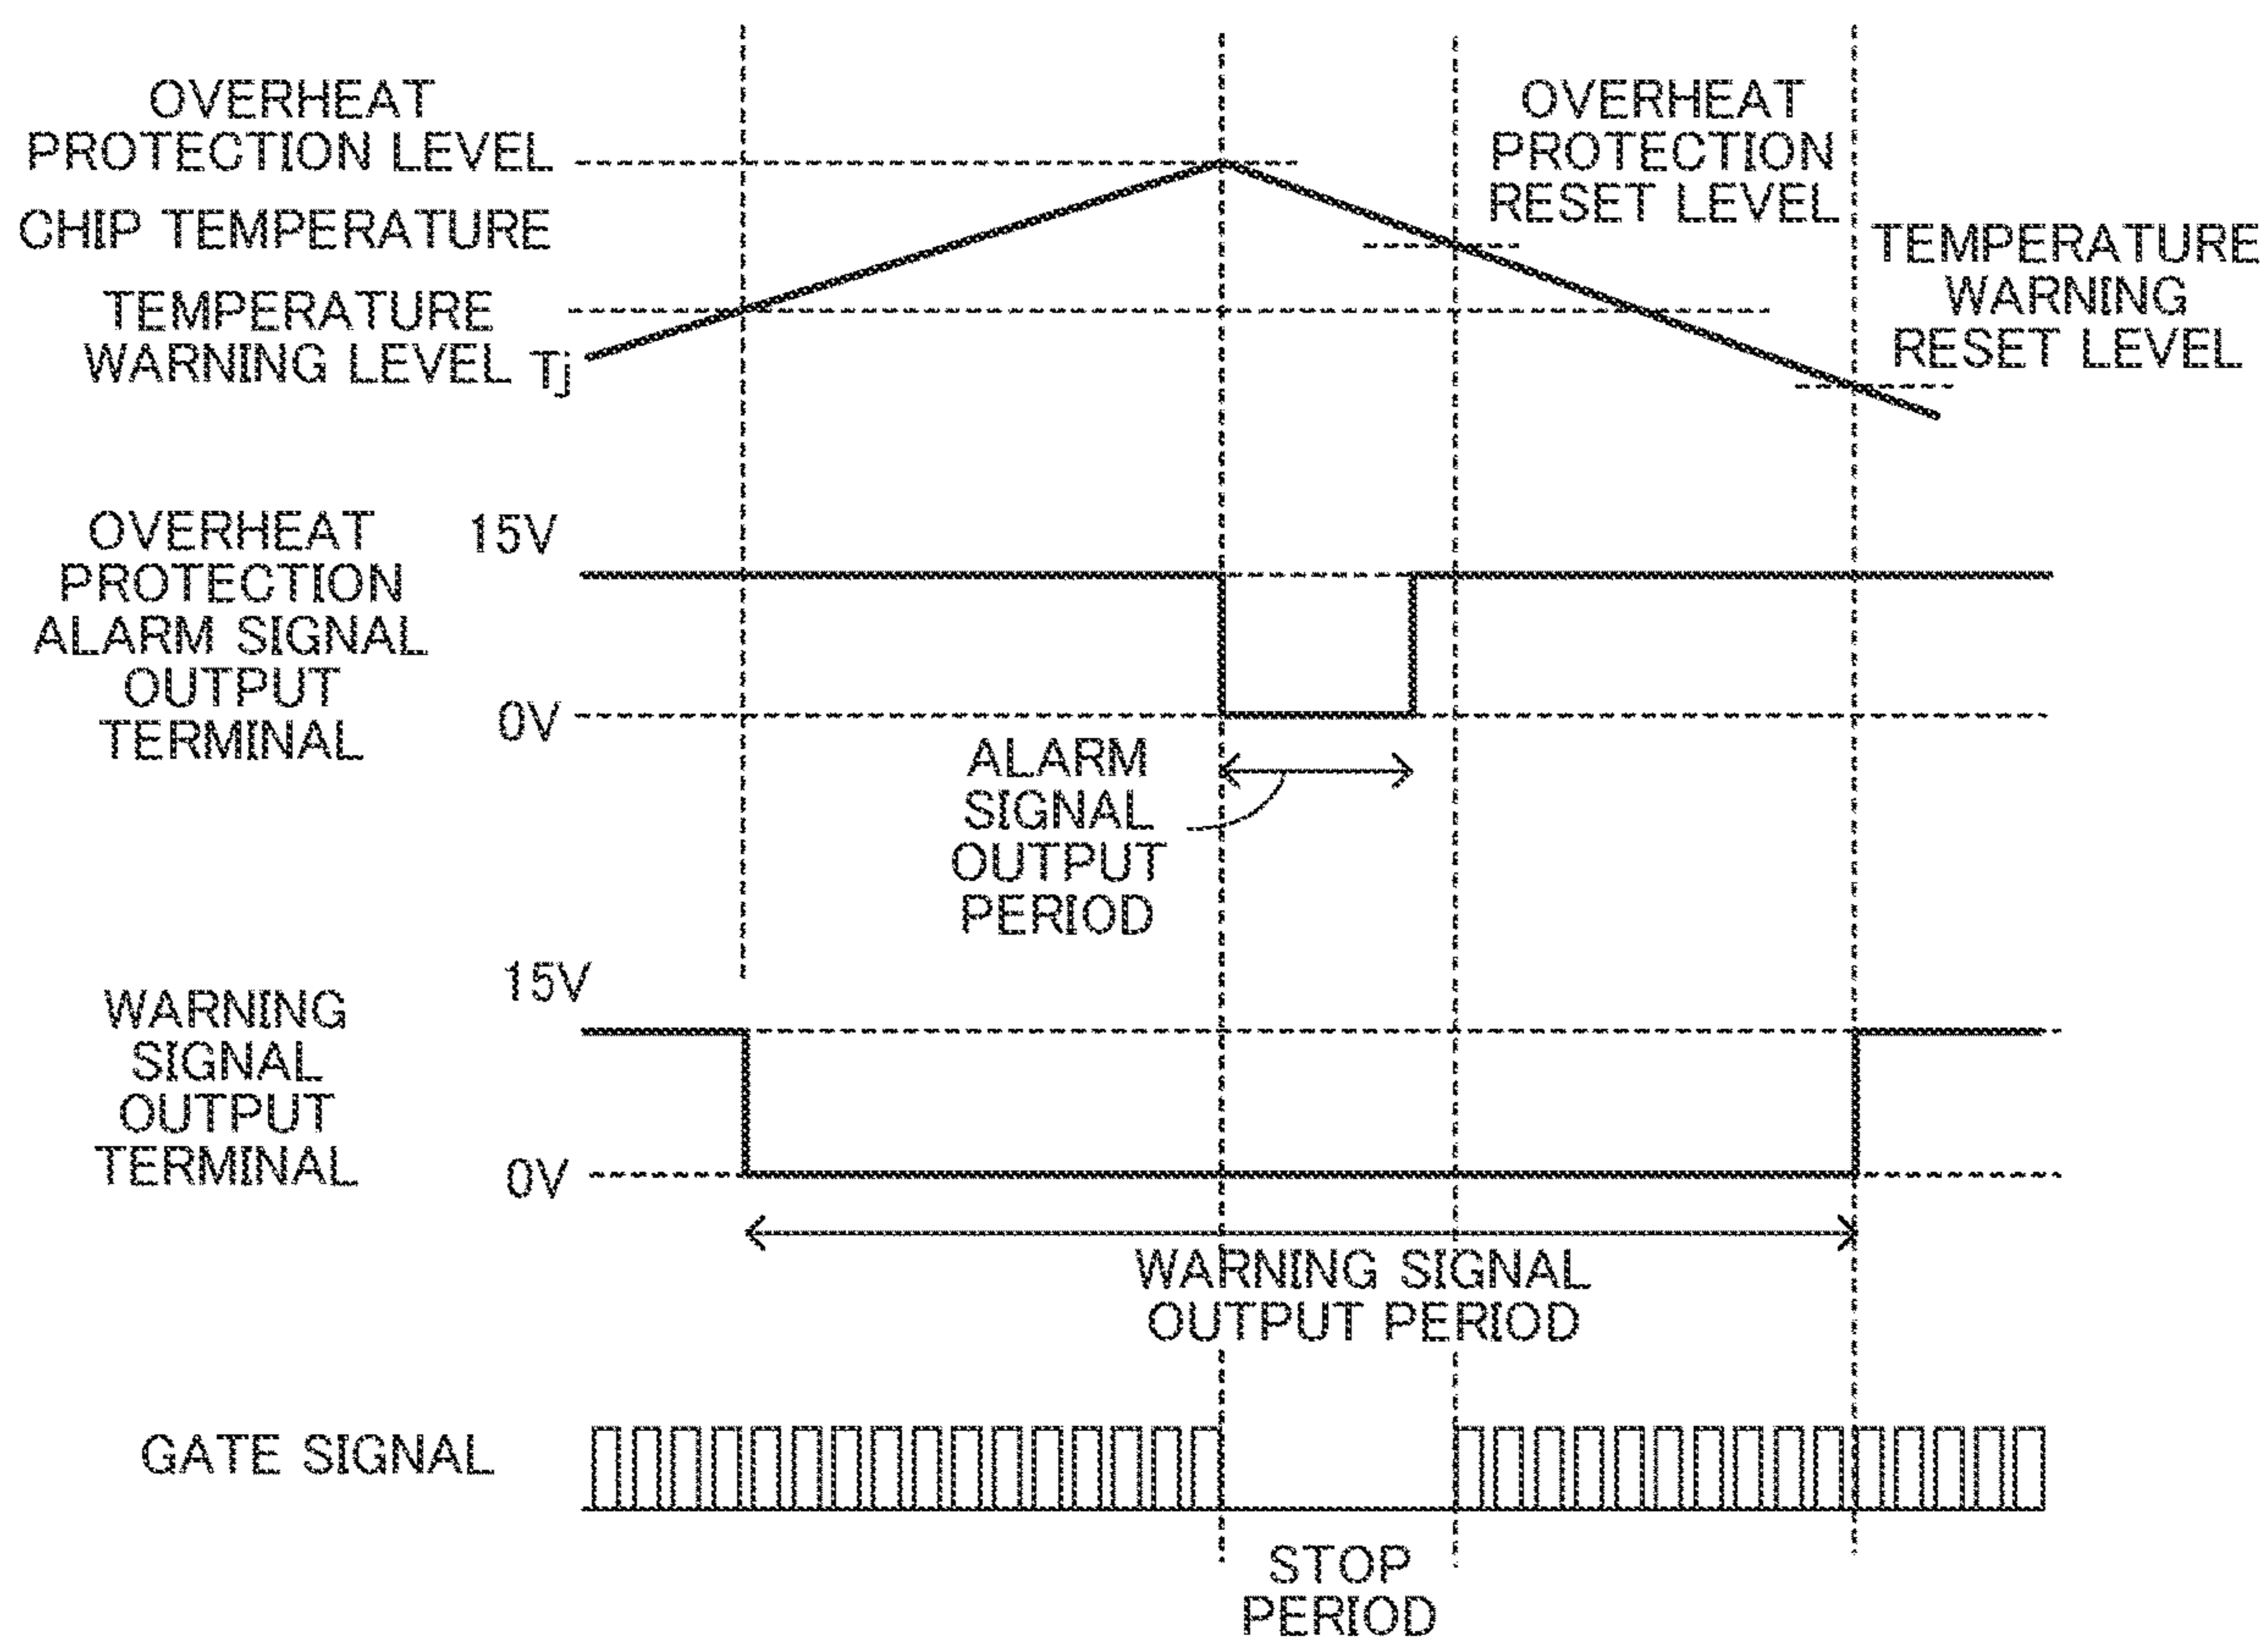 OVERHEAT
PROTECTION LEVEL
CHIP TEMPERATURE
TEMPERATURE
WARNING LEVEL
Tj
OVERHEAT
PROTECTION
RESET LEVEL
TEMPERATURE
WARNING
RESET LEVEL
OVERHEAT
PROTECTION
ALARM SIGNAL
OUTPUT
TERMINAL
15V
0V
ALARM
SIGNAL
OUTPUT
PERIOD
WARNING
SIGNAL
OUTPUT
TERMINAL
15V
0V
WARNING SIGNAL
OUTPUT PERIOD
GATE SIGNAL
STOP
PERIOD